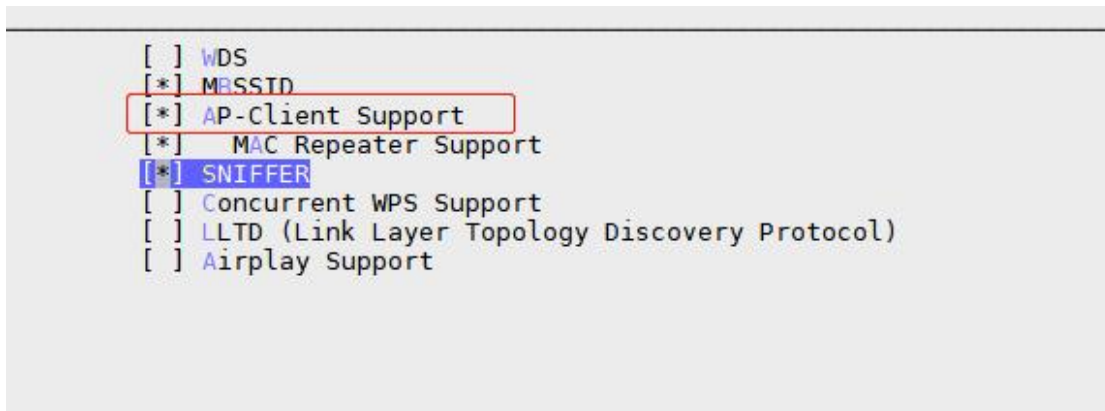 [ ] WDS
[*] MBSSID
[*] AP-Client Support
[*]   MAC Repeater Support
[*] SNIFFER
[ ] Concurrent WPS Support
[ ] LLTD (Link Layer Topology Discovery Protocol)
[ ] Airplay Support